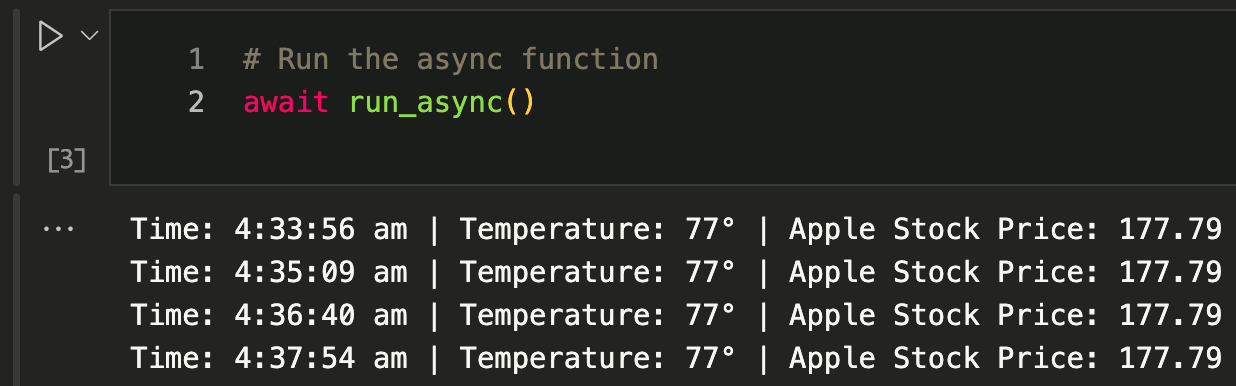 1 # Run the async function
2 await run_async()
[3]
... Time: 4:33:56 am | Temperature: 77° | Apple Stock Price: 177.79
Time: 4:35:09 am | Temperature: 77° | Apple Stock Price: 177.79
Time: 4:36:40 am | Temperature: 77° | Apple Stock Price: 177.79
Time: 4:37:54 am | Temperature: 77° | Apple Stock Price: 177.79